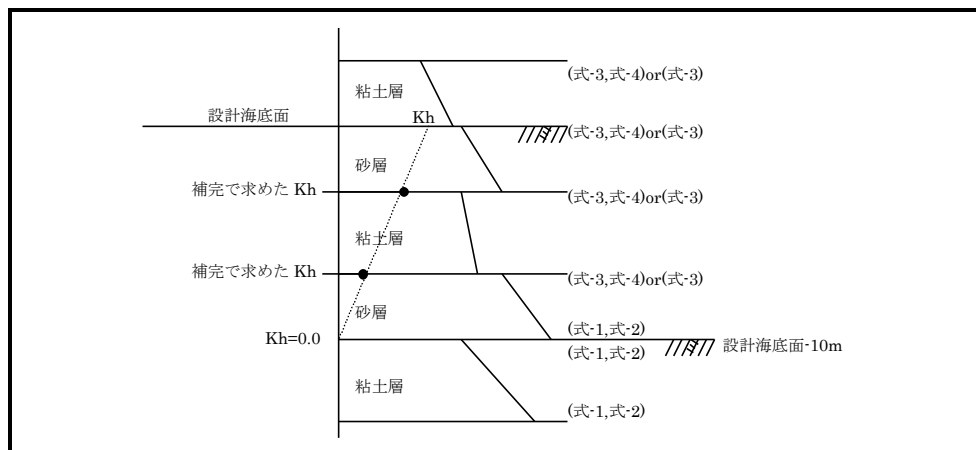 (式-3,式-4)or(式-3)
粘土層
設計海底面
Kh
(式-3,式-4)or(式-3)
砂層
補完で求めた Kh
(式-3,式-4)or(式-3)
粘土層
補完で求めた Kh
(式-3,式-4)or(式-3)
砂層
(式-1,式-2)
Kh=0.0
設計海底面-10m
(式-1,式-2)
粘土層
(式-1,式-2)